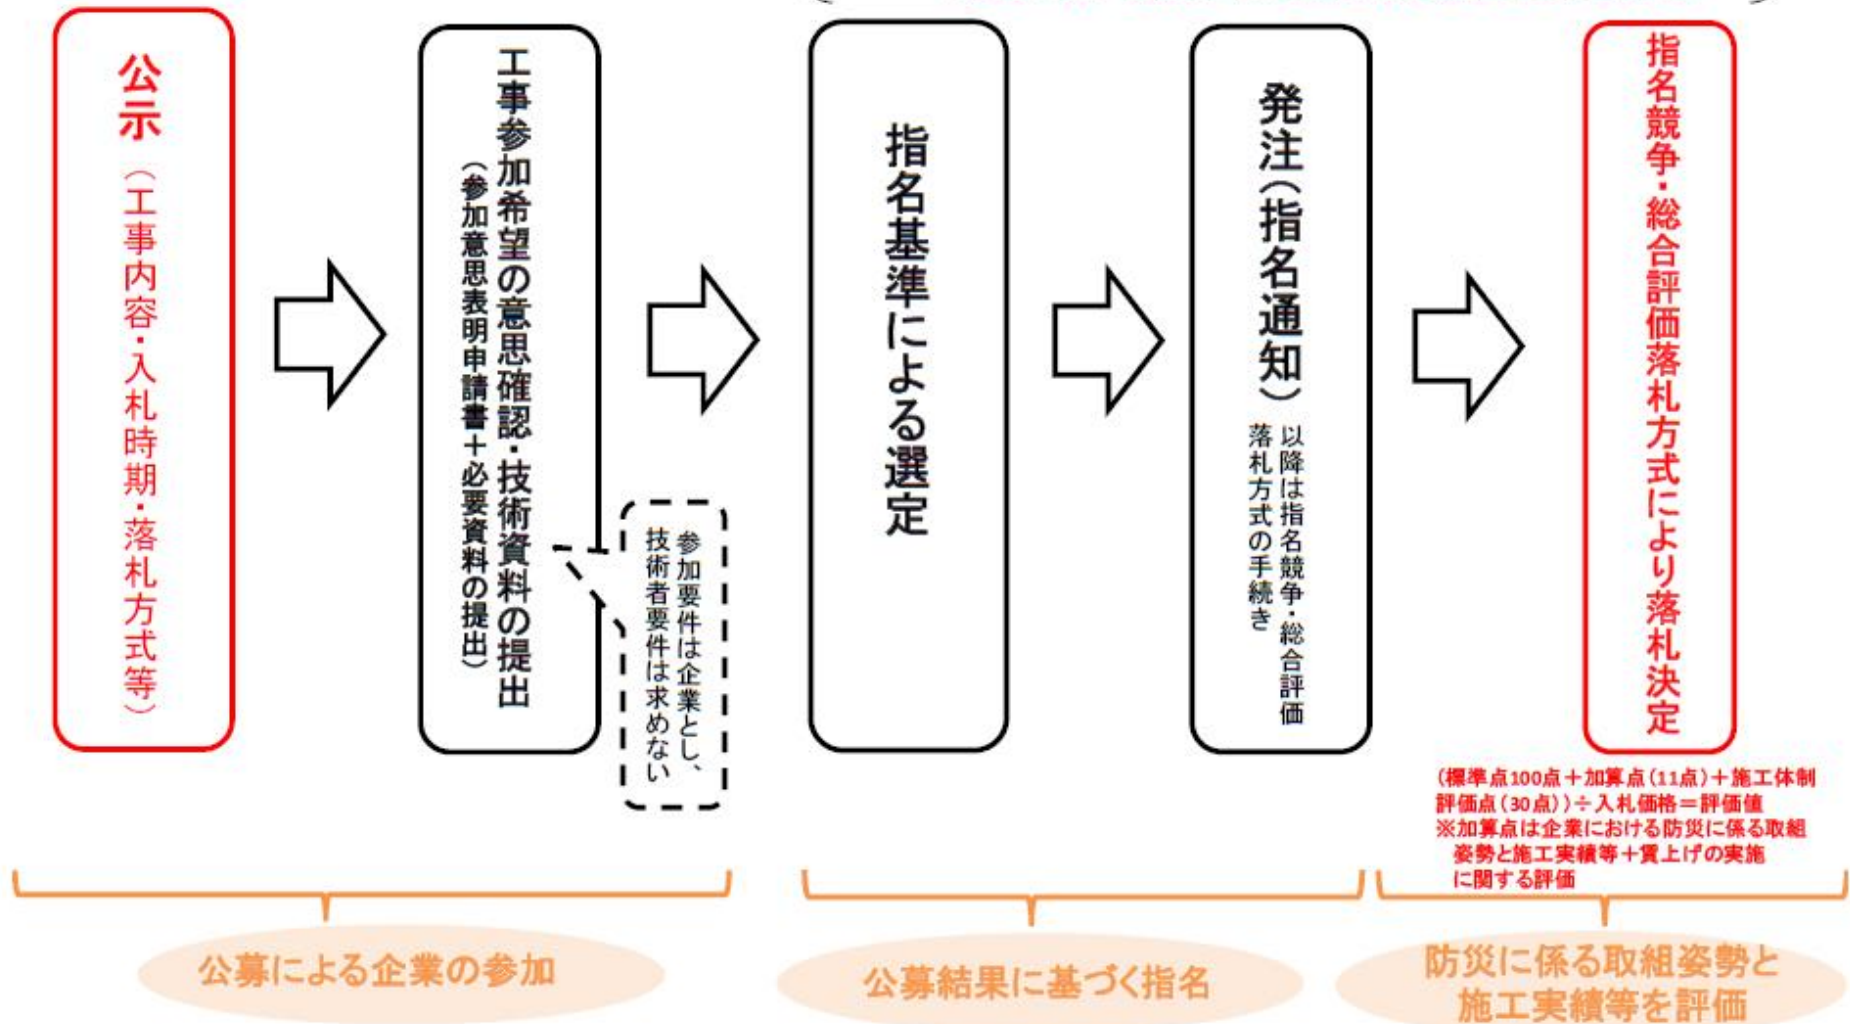 公示（工事内容・入札時期・落札方式等）
工事参加希望の意思確認・技術資料の提出
（参加意思表明申請書＋必要資料の提出）
参加要件は企業とし、
技術者要件は求めない
指名基準による選定
発注（指名通知）
以降は指名競争・総合評価
落札方式の手続き
指名競争・総合評価落札方式により落札決定
（標準点100点＋加算点（11点）＋施工体制
評価点（30点））÷入札価格＝評価値
※加算点は企業における防災に係る取組
姿勢と施工実績等＋賃上げの実施
に関する評価
公募による企業の参加
公募結果に基づく指名
防災に係る取組姿勢と
施工実績等を評価